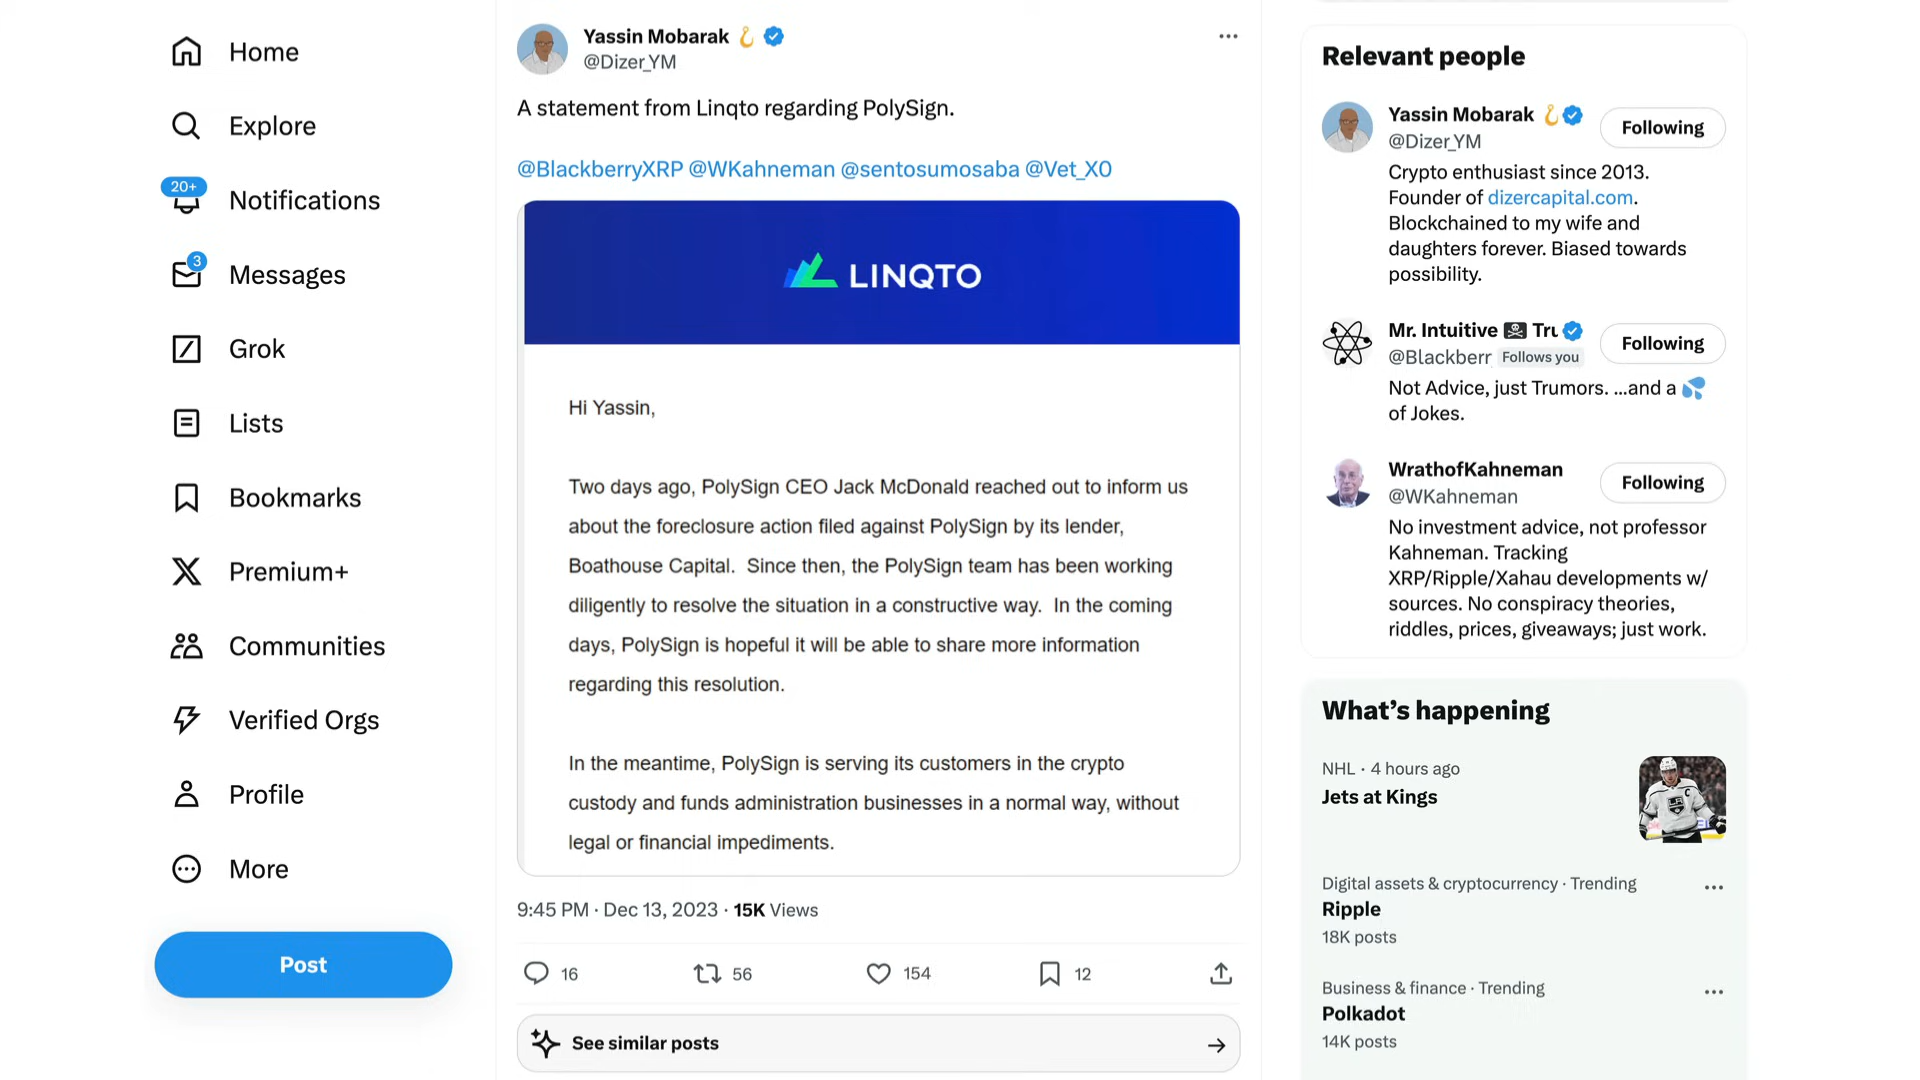 Home
Explore
20+
Notifications
3
Messages
Grok
Lists
Bookmarks
Premium+
Communities
Verified Orgs
Profile
More
Post
Yassin Mobarak
@Dizer_YM
A statement from Linqto regarding PolySign.
@BlackberryXRP @WKahneman @sentosumosaba @Vet_X0
LINQTO
Hi Yassin,
Two days ago, PolySign CEO Jack McDonald reached out to inform us
about the foreclosure action filed against PolySign by its lender,
Boathouse Capital.  Since then, the PolySign team has been working
diligently to resolve the situation in a constructive way.  In the coming
days, PolySign is hopeful it will be able to share more information
regarding this resolution.
In the meantime, PolySign is serving its customers in the crypto
custody and funds administration businesses in a normal way, without
legal or financial impediments.
9:45 PM · Dec 13, 2023 · 15K Views
16 56 154 12
See similar posts
Relevant people
Yassin Mobarak
@Dizer_YM
Following
Crypto enthusiast since 2013.
Founder of dizercapital.com.
Blockchained to my wife and
daughters forever. Biased towards
possibility.
Mr. Intuitive Tru
@Blackberr Follows you
Following
Not Advice, just Trumors. ...and a
of Jokes.
WrathofKahneman
@WKahneman
Following
No investment advice, not professor
Kahneman. Tracking
XRP/Ripple/Xahau developments w/
sources. No conspiracy theories,
riddles, prices, giveaways; just work.
What's happening
NHL · 4 hours ago
Jets at Kings
Digital assets & cryptocurrency · Trending
Ripple
18K posts
Business & finance · Trending
Polkadot
14K posts